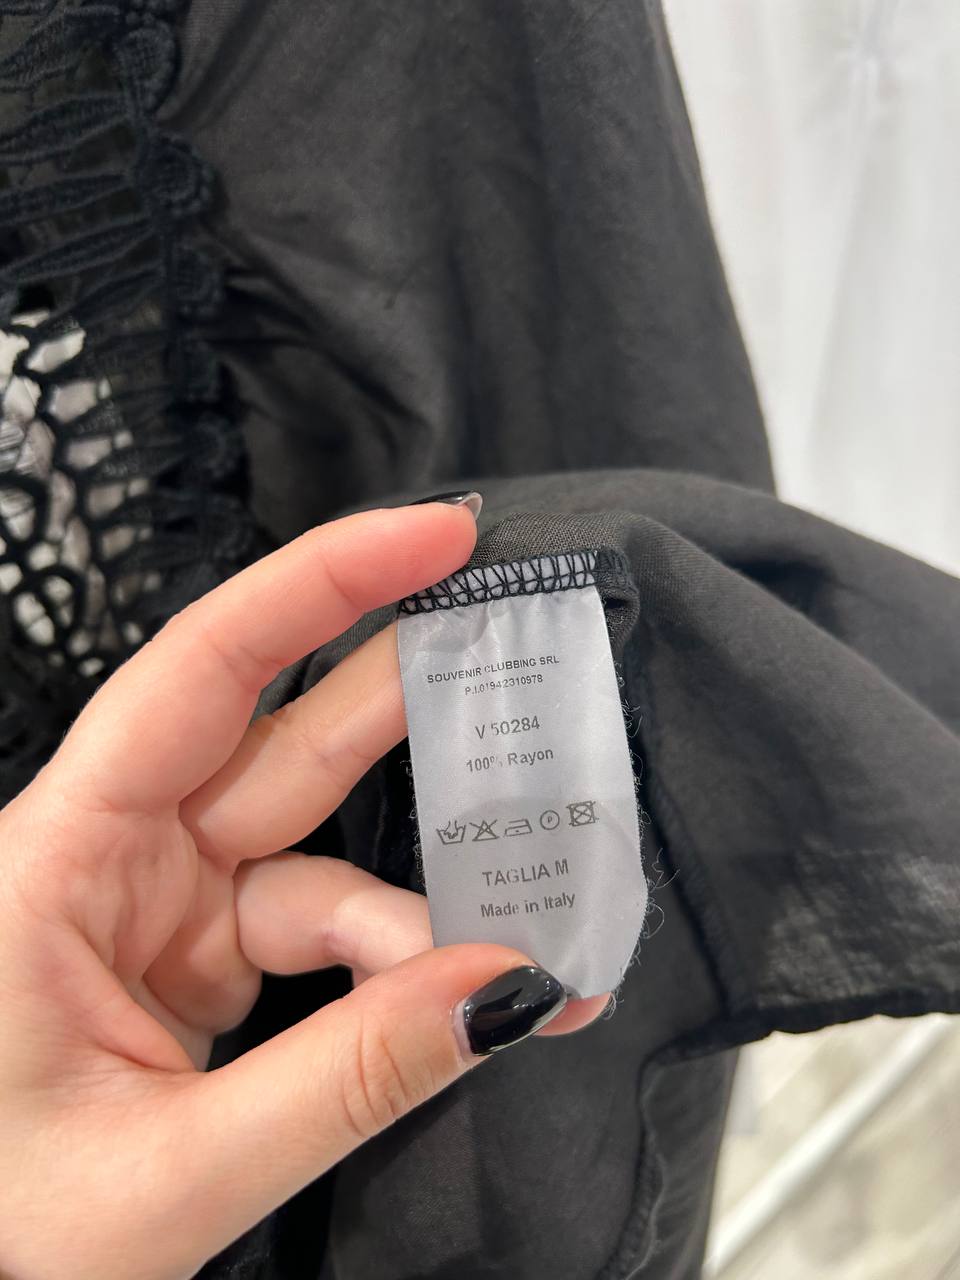 SOUVENIR CLUBBING SRL
P.I.01942310978
V 50284
100% Rayon
P
TAGLIA M
Made in Italy